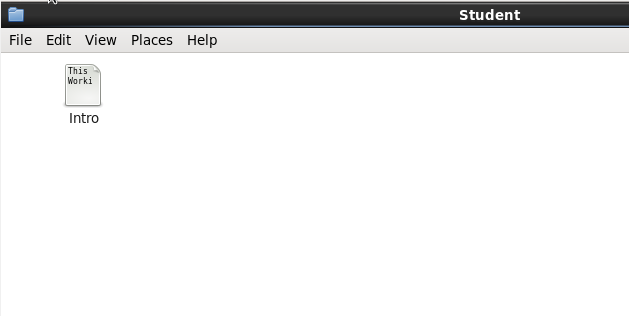 Student
File Edit View Places Help
This
Worki
Intro